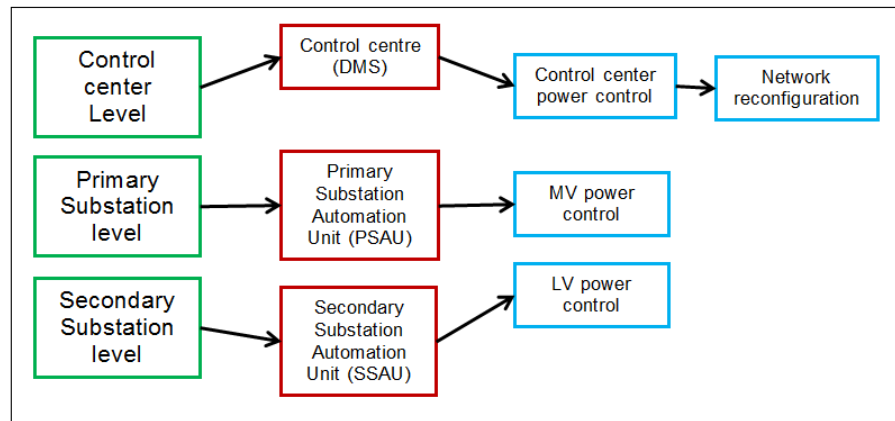 Control
center
Level
Control centre
(DMS)
Control center
power control
Network
reconfiguration
Primary
Substation
level
Primary
Substation
Automation
Unit (PSAU)
MV power
control
Secondary
Substation
level
Secondary
Substation
Automation
Unit (SSAU)
LV power
control